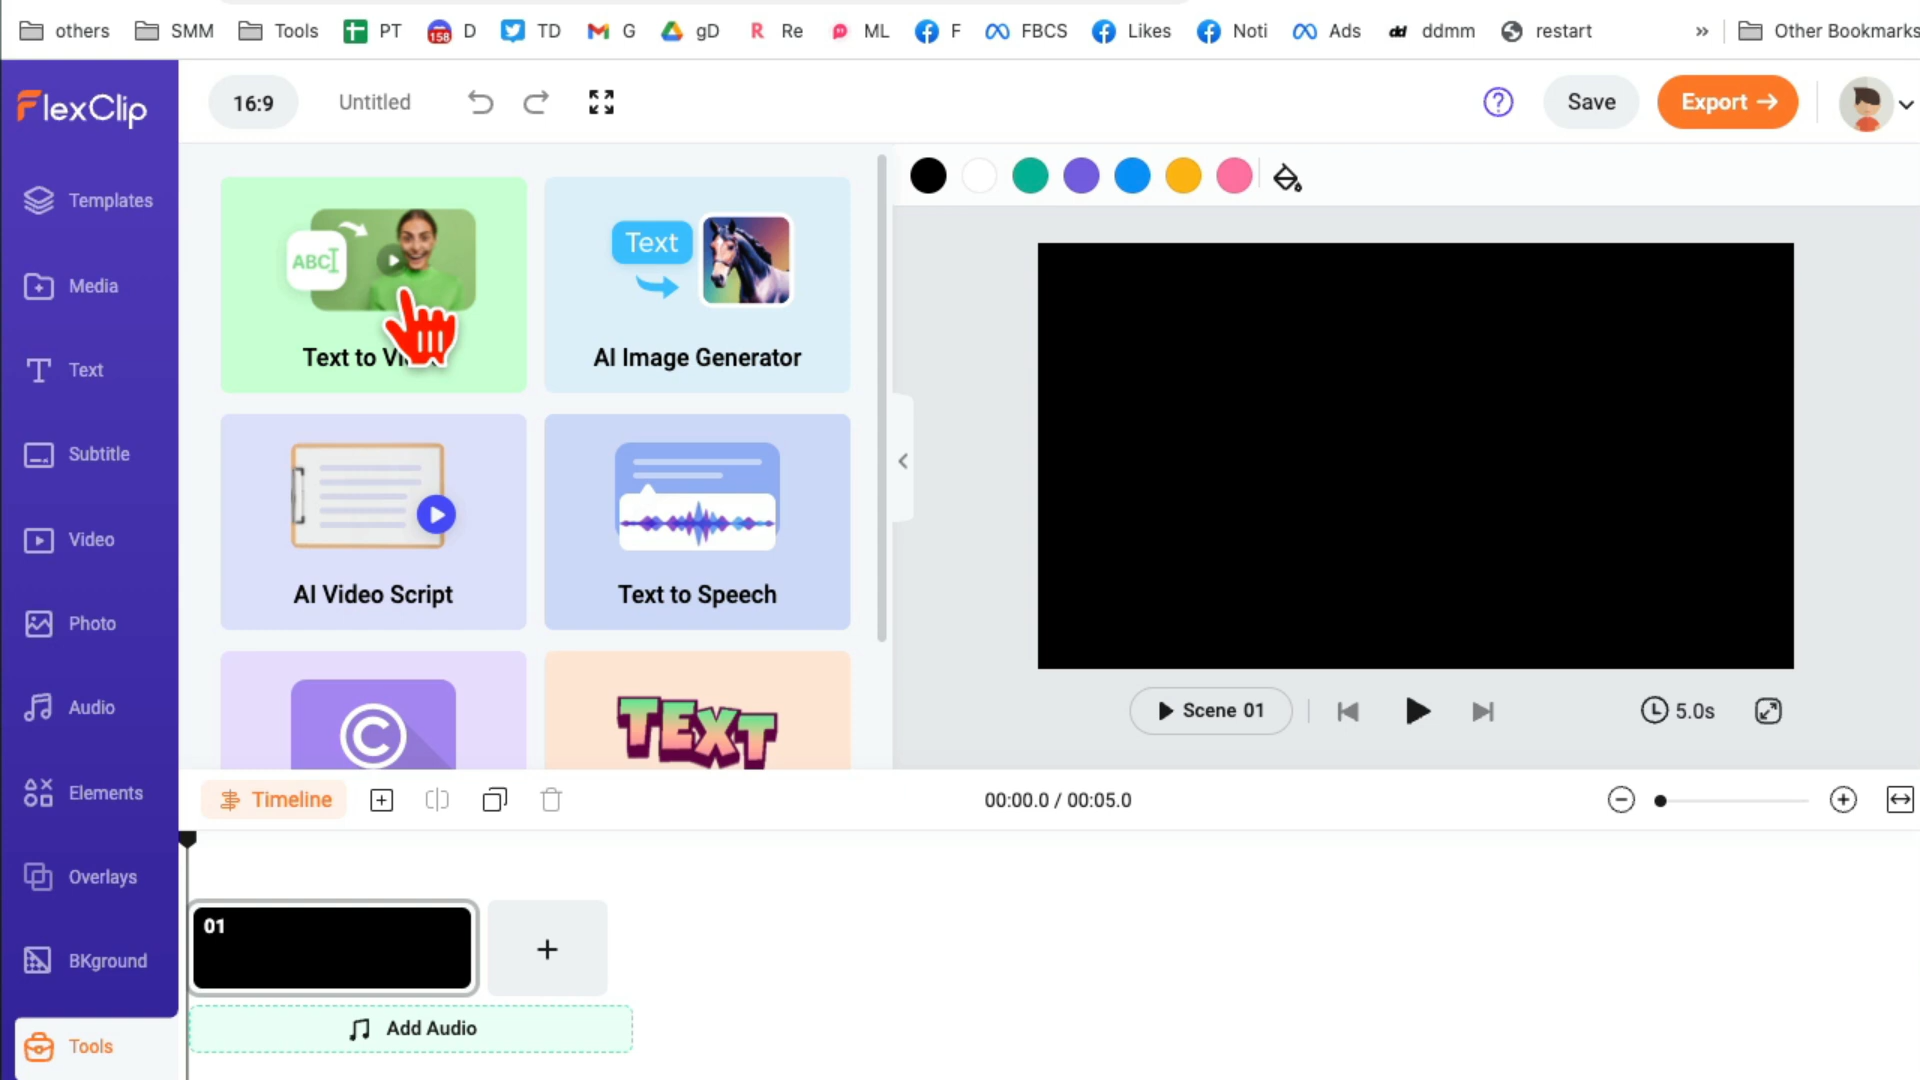 others SMM Tools PT 158 D TD G gD R Re ML F FBCS Likes Noti Ads dd ddmm restart » Other Bookmarks
FlexClip
16:9 Untitled ? Save Export →
Templates
Media
Text
Subtitle
Video
Photo
Audio
Elements
Overlays
BKground
Tools
ABC
Text to
Text
AI Image Generator
AI Video Script
Text to Speech
©
TEXT
Scene 01
5.0s
Timeline
00:00.0 / 00:05.0
01
+
Add Audio